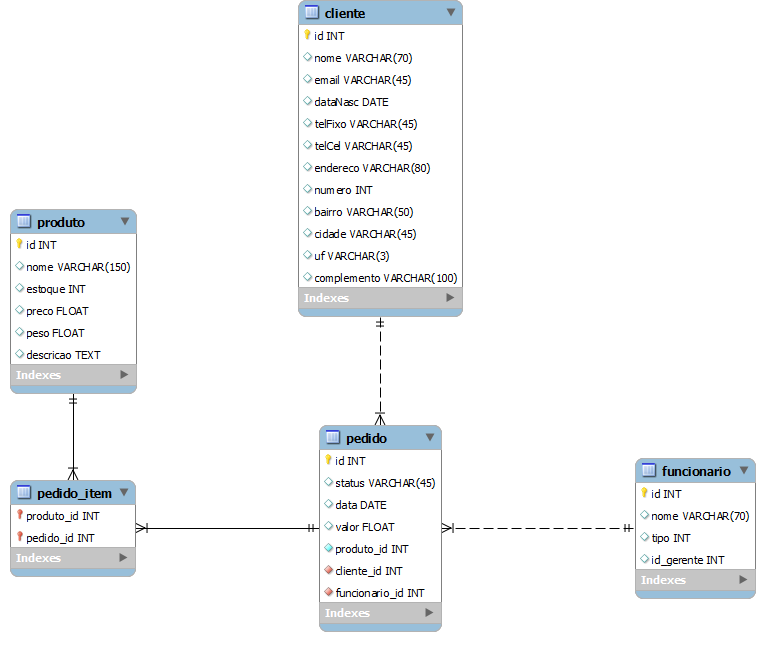 cliente
id INT
nome VARCHAR(70)
email VARCHAR(45)
dataNasc DATE
telFixo VARCHAR(45)
telCel VARCHAR(45)
endereco VARCHAR(80)
numero INT
bairro VARCHAR(50)
cidade VARCHAR(45)
uf VARCHAR(3)
complemento VARCHAR(100)
Indexes
produto
id INT
nome VARCHAR(150)
estoque INT
preco FLOAT
peso FLOAT
descricao TEXT
Indexes
pedido
id INT
status VARCHAR(45)
data DATE
valor FLOAT
produto_id INT
cliente_id INT
funcionario_id INT
Indexes
pedido_item
produto_id INT
pedido_id INT
Indexes
funcionario
id INT
nome VARCHAR(70)
tipo INT
id_gerente INT
Indexes